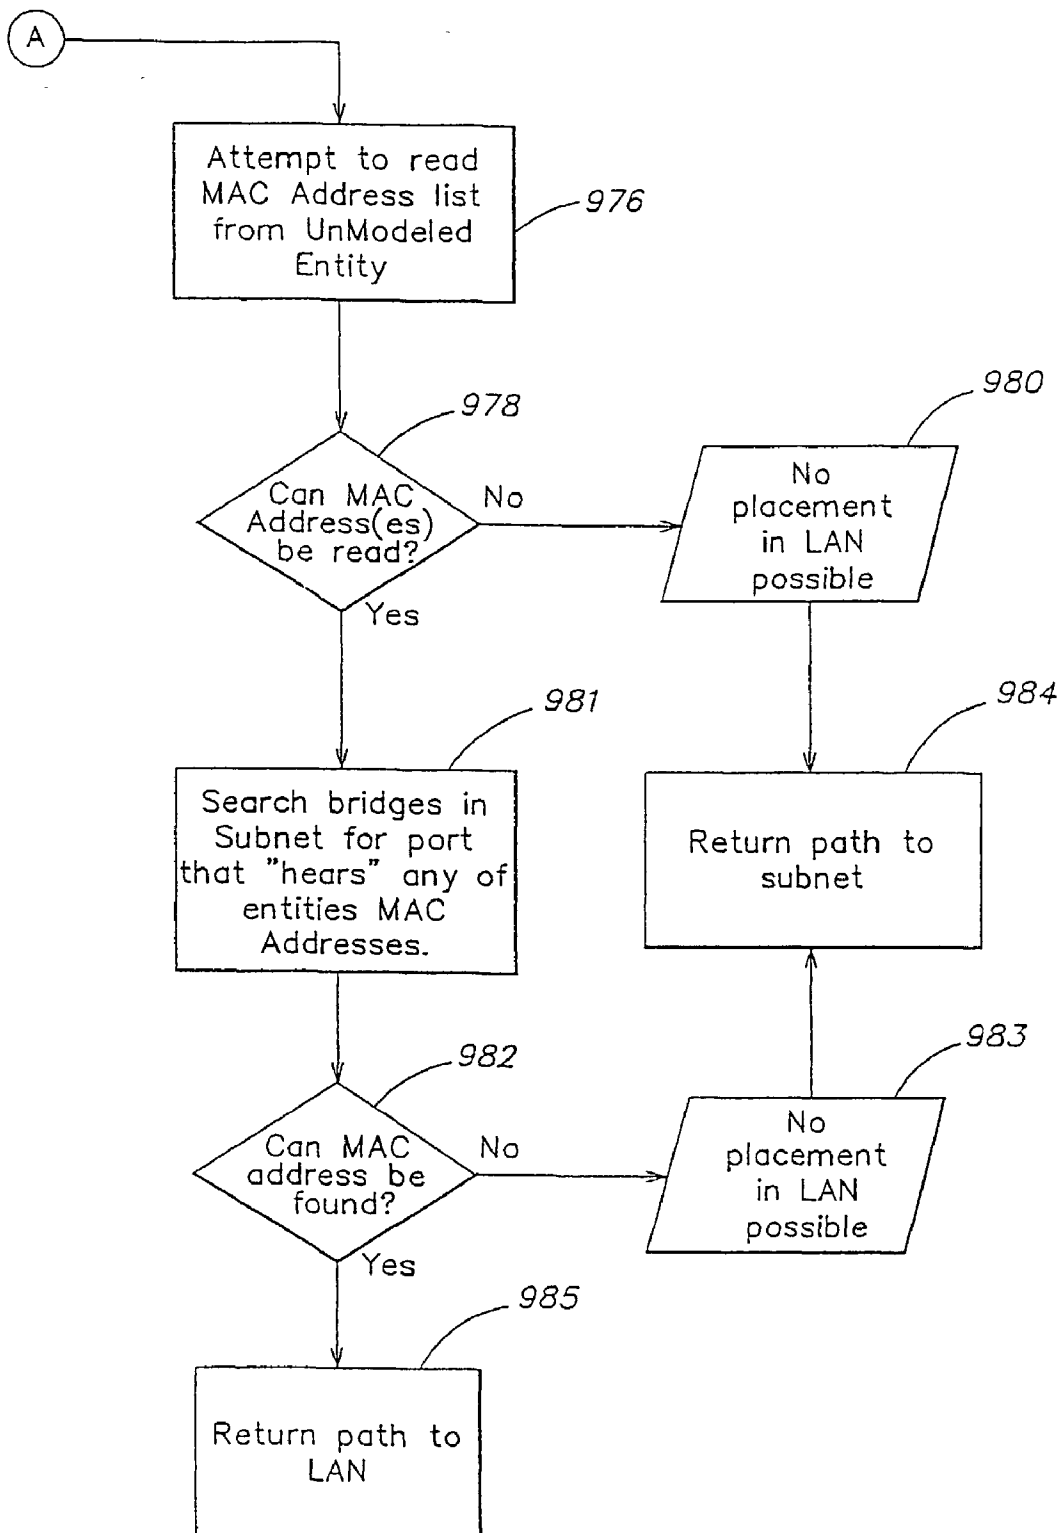 A
Attempt to read
MAC Address list
from UnModeled
Entity
976
978
Can MAC
Address(es)
be read?
No
Yes
980
No
placement
in LAN
possible
981
Search bridges in
Subnet for port
that "hears" any of
entities MAC
Addresses.
984
Return path to
subnet
982
Can MAC
address be
found?
No
Yes
983
No
placement
in LAN
possible
985
Return path to
LAN